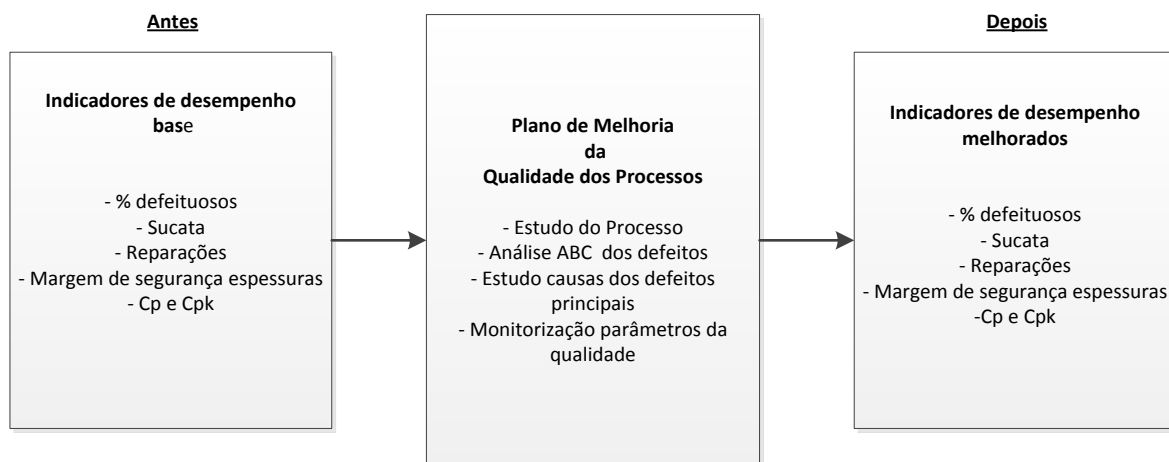 Antes
Indicadores de desempenho
base
- % defeituosos
- Sucata
- Reparações
- Margem de segurança espessuras
- Cp e Cpk
Plano de Melhoria
da
Qualidade dos Processos
- Estudo do Processo
- Análise ABC  dos defeitos
- Estudo causas dos defeitos
principais
- Monitorização parâmetros da
qualidade
Depois
Indicadores de desempenho
melhorados
- % defeituosos
- Sucata
- Reparações
- Margem de segurança espessuras
-Cp e Cpk